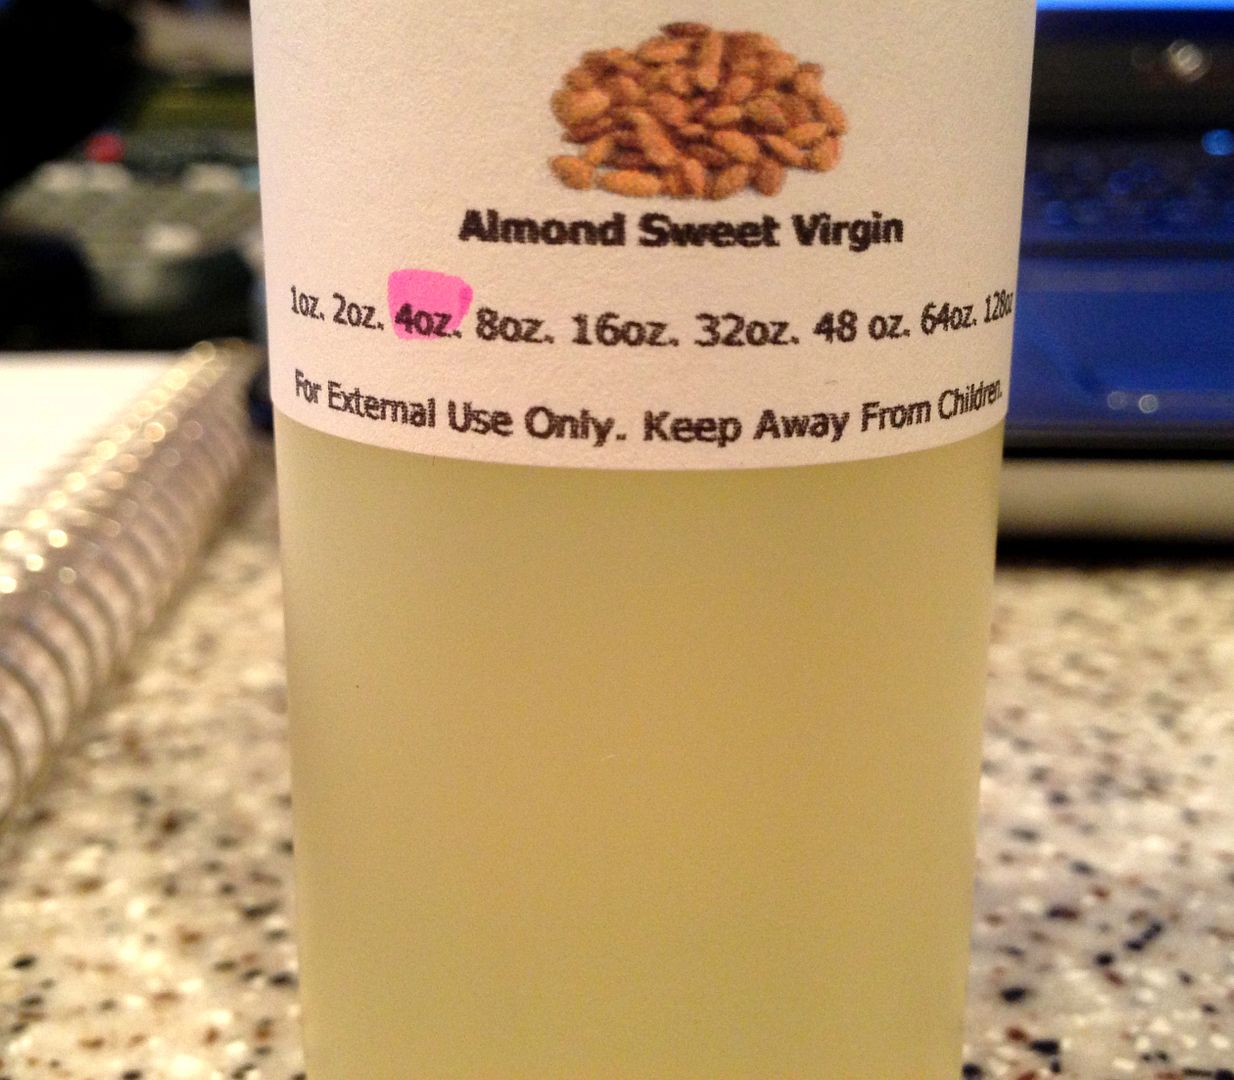 Almond Sweet Virgin
1oz. 2oz. 4oz. 8oz. 16oz. 32oz. 48 oz. 64oz. 128oz
For External Use Only. Keep Away From Children.